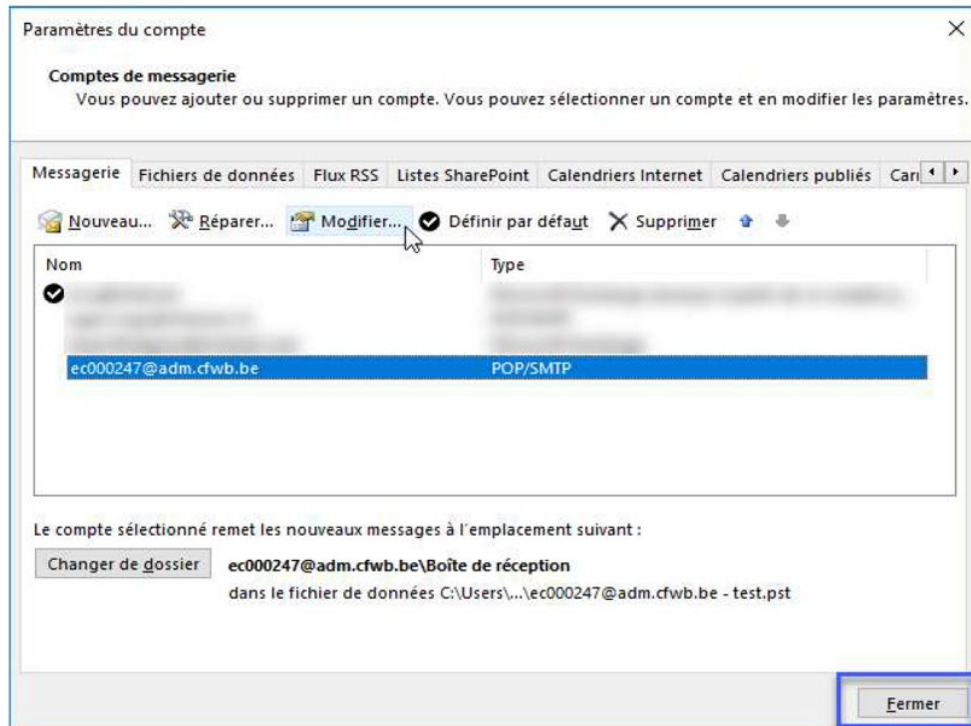 Paramètres du compte
Comptes de messagerie
Vous pouvez ajouter ou supprimer un compte. Vous pouvez sélectionner un compte et en modifier les paramètres.
Messagerie Fichiers de données Flux RSS Listes SharePoint Calendriers Internet Calendriers publiés
Nouveau... Réparer... Modifier... Définir par défaut Supprimer
Nom Type
ec000247@adm.cfwb.be POP/SMTP
Le compte sélectionné remet les nouveaux messages à l'emplacement suivant :
Changer de dossier ec000247@adm.cfwb.be\Boîte de réception
dans le fichier de données C:\Users\...\ec000247@adm.cfwb.be - test.pst
Fermer